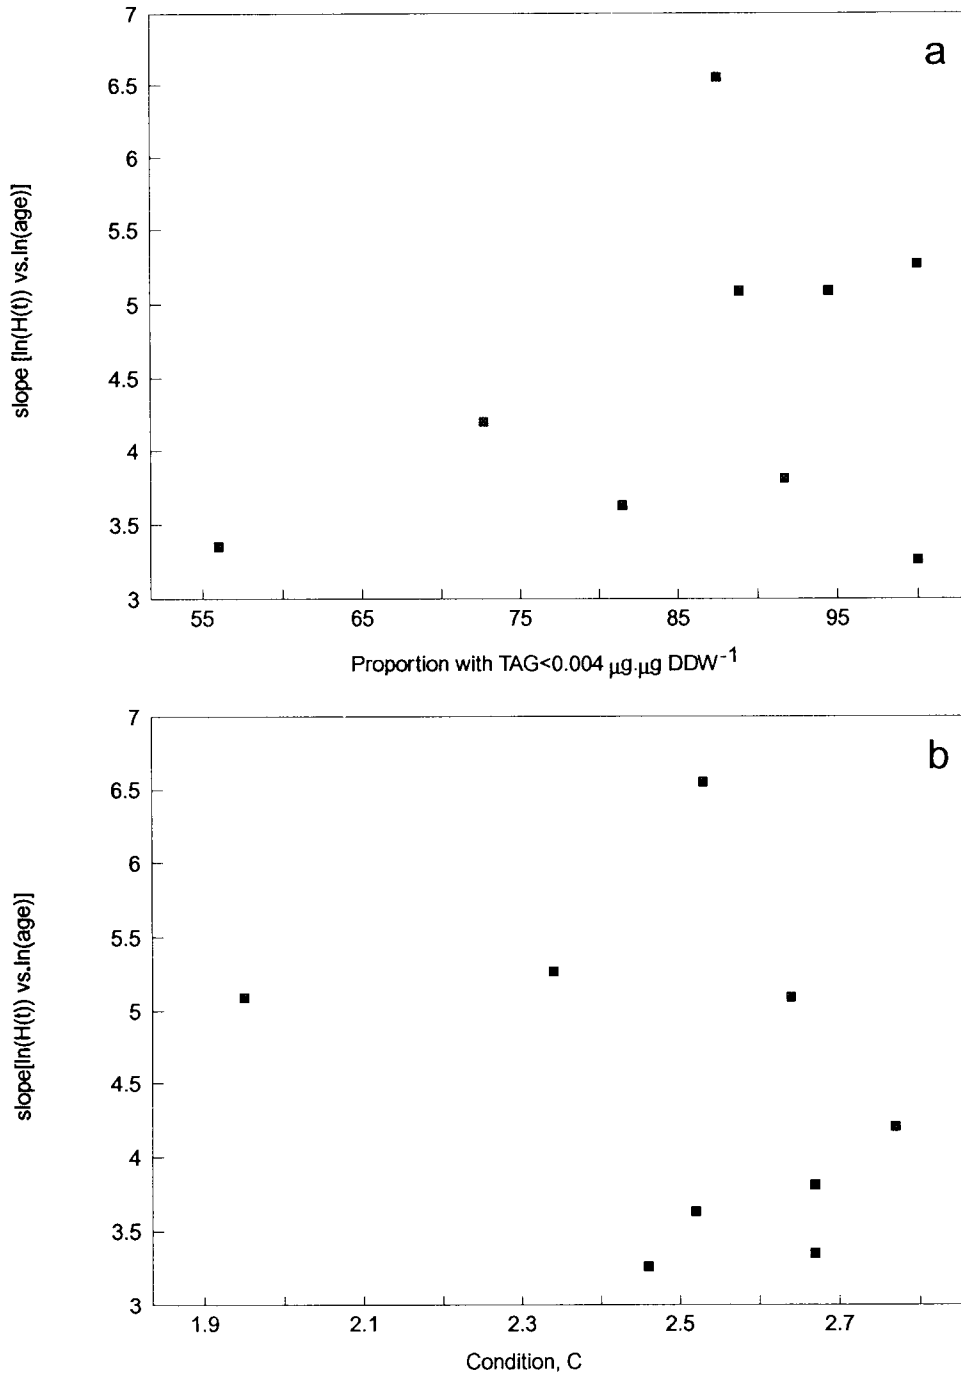 a
7
6.5
6
5.5
5
4.5
4
3.5
3
slope [ln(H(t)) vs.ln(age)]
55 65 75 85 95
Proportion with TAG<0.004 µg.µg DDW⁻¹
b
7
6.5
6
5.5
5
4.5
4
3.5
3
slope[ln(H(t)) vs.ln(age)]
1.9 2.1 2.3 2.5 2.7
Condition, C